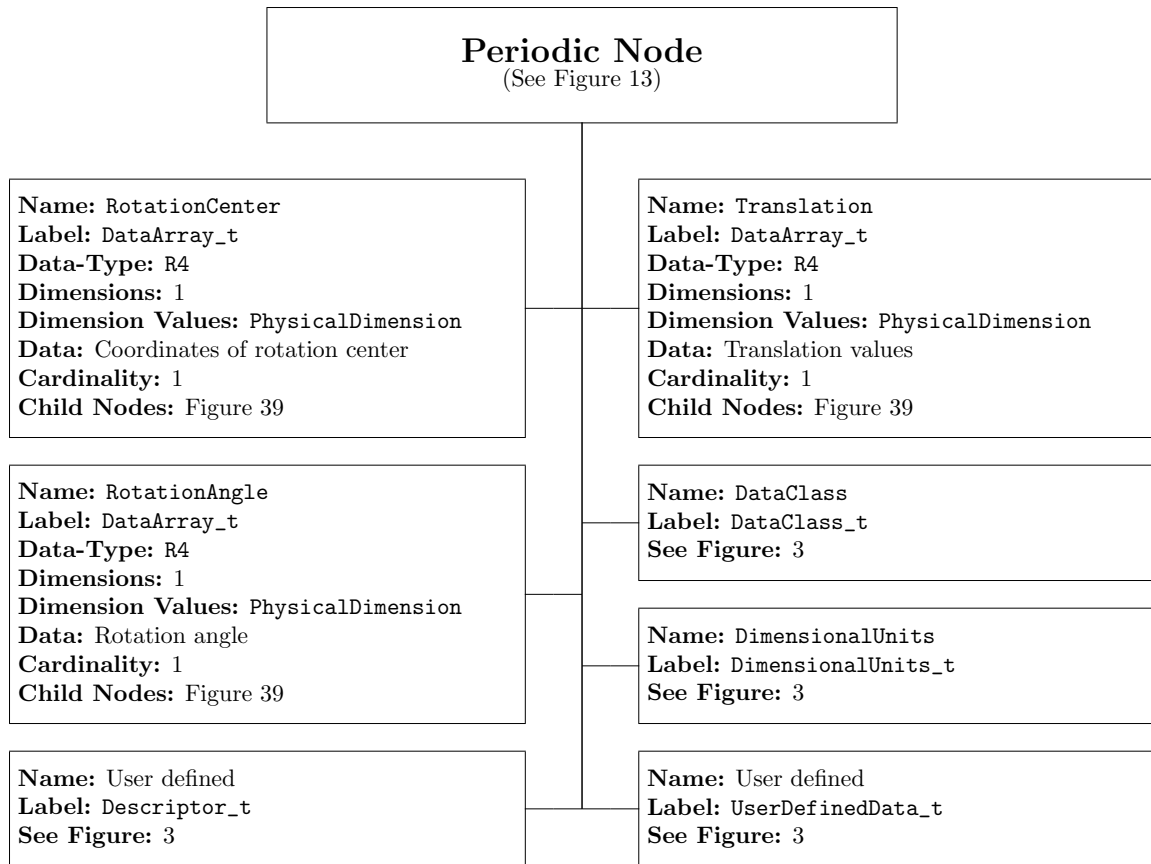 Periodic Node
(See Figure 13)
Name: RotationCenter
Label: DataArray_t
Data-Type: R4
Dimensions: 1
Dimension Values: PhysicalDimension
Data: Coordinates of rotation center
Cardinality: 1
Child Nodes: Figure 39
Name: Translation
Label: DataArray_t
Data-Type: R4
Dimensions: 1
Dimension Values: PhysicalDimension
Data: Translation values
Cardinality: 1
Child Nodes: Figure 39
Name: RotationAngle
Label: DataArray_t
Data-Type: R4
Dimensions: 1
Dimension Values: PhysicalDimension
Data: Rotation angle
Cardinality: 1
Child Nodes: Figure 39
Name: DataClass
Label: DataClass_t
See Figure: 3
Name: DimensionalUnits
Label: DimensionalUnits_t
See Figure: 3
Name: User defined
Label: Descriptor_t
See Figure: 3
Name: User defined
Label: UserDefinedData_t
See Figure: 3